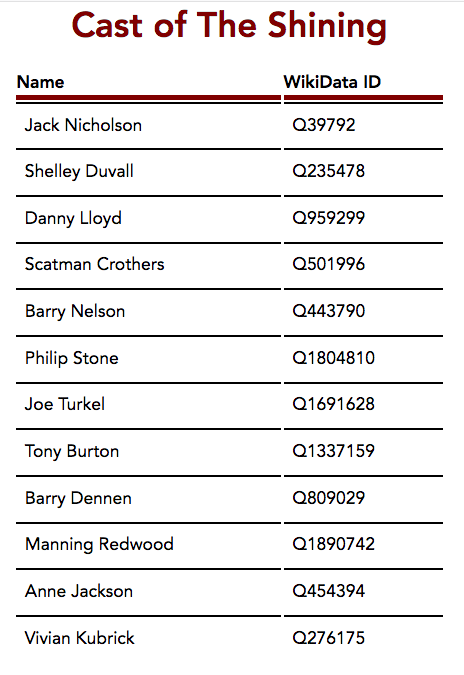 Cast of The Shining
Name WikiData ID
Jack Nicholson Q39792
Shelley Duvall Q235478
Danny Lloyd Q959299
Scatman Crothers Q501996
Barry Nelson Q443790
Philip Stone Q1804810
Joe Turkel Q1691628
Tony Burton Q1337159
Barry Dennen Q809029
Manning Redwood Q1890742
Anne Jackson Q454394
Vivian Kubrick Q276175